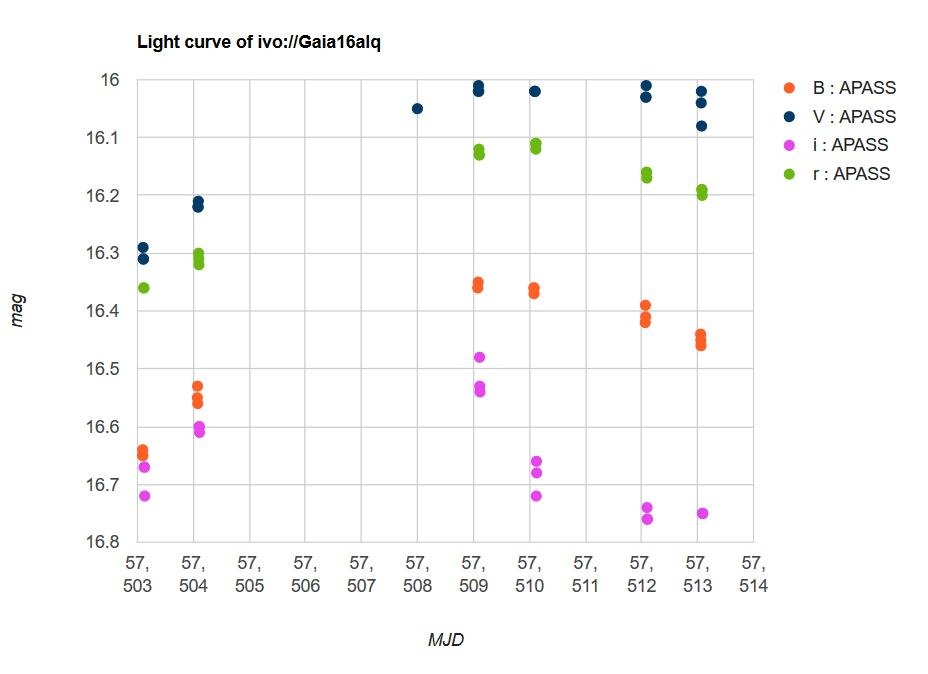 Light curve of ivo://Gaia16alq
16
16.1
16.2
16.3
16.4
16.5
16.6
16.7
16.8
mag
B : APASS
V : APASS
i : APASS
r : APASS
57, 57, 57, 57, 57, 57, 57, 57, 57, 57, 57, 57,
503 504 505 506 507 508 509 510 511 512 513 514
MJD